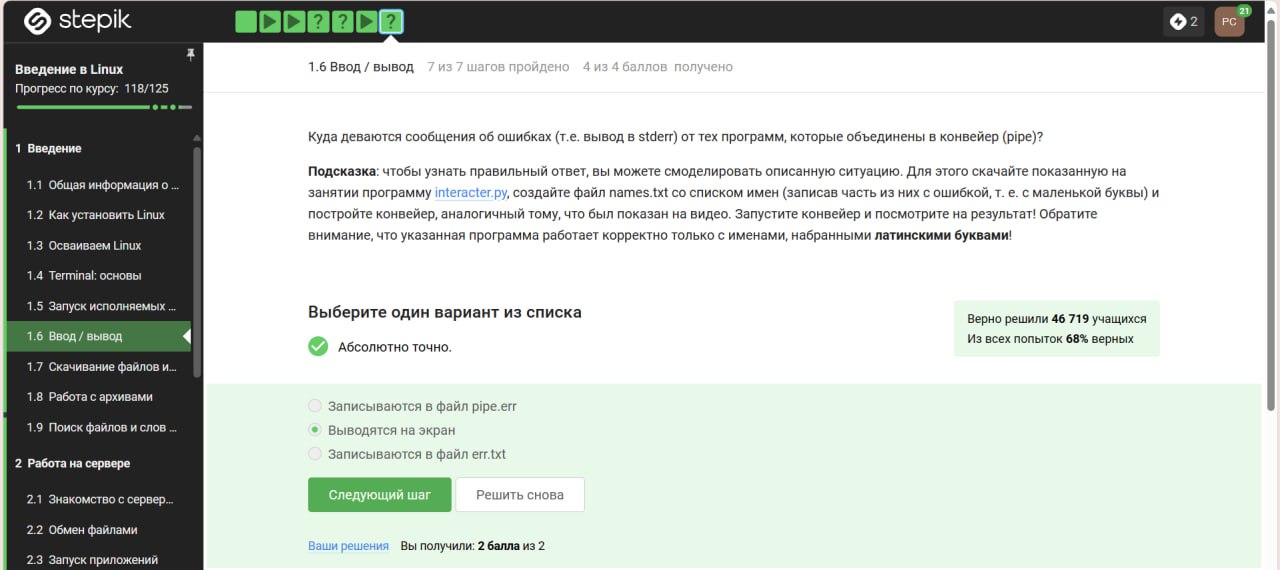 stepik
? ? ?
2
РС
21
Введение в Linux
Прогресс по курсу: 118/125
1 Введение
1.1 Общая информация о ...
1.2 Как установить Linux
1.3 Осваиваем Linux
1.4 Terminal: основы
1.5 Запуск исполняемых ...
1.6 Ввод / вывод
1.7 Скачивание файлов и...
1.8 Работа с архивами
1.9 Поиск файлов и слов ...
2 Работа на сервере
2.1 Знакомство с сервер...
2.2 Обмен файлами
2.3 Запуск приложений
1.6 Ввод / вывод 7 из 7 шагов пройдено 4 из 4 баллов получено
Куда деваются сообщения об ошибках (т.е. вывод в stderr) от тех программ, которые объединены в конвейер (pipe)?
Подсказка: чтобы узнать правильный ответ, вы можете смоделировать описанную ситуацию. Для этого скачайте показанную на
занятии программу interacter.py, создайте файл names.txt со списком имен (записав часть из них с ошибкой, т. е. с маленькой буквы) и
постройте конвейер, аналогичный тому, что был показан на видео. Запустите конвейер и посмотрите на результат! Обратите
внимание, что указанная программа работает корректно только с именами, набранными латинскими буквами!
Выберите один вариант из списка
Абсолютно точно.
Верно решили 46 719 учащихся
Из всех попыток 68% верных
Записываются в файл pipe.err
Выводятся на экран
Записываются в файл err.txt
Следующий шаг
Решить снова
Ваши решения Вы получили: 2 балла из 2